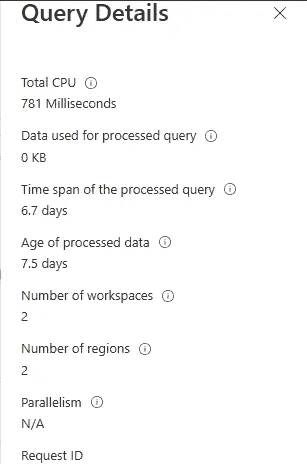 Query Details
Total CPU
781 Milliseconds
Data used for processed query
0 KB
Time span of the processed query
6.7 days
Age of processed data
7.5 days
Number of workspaces
2
Number of regions
2
Parallelism
N/A
Request ID